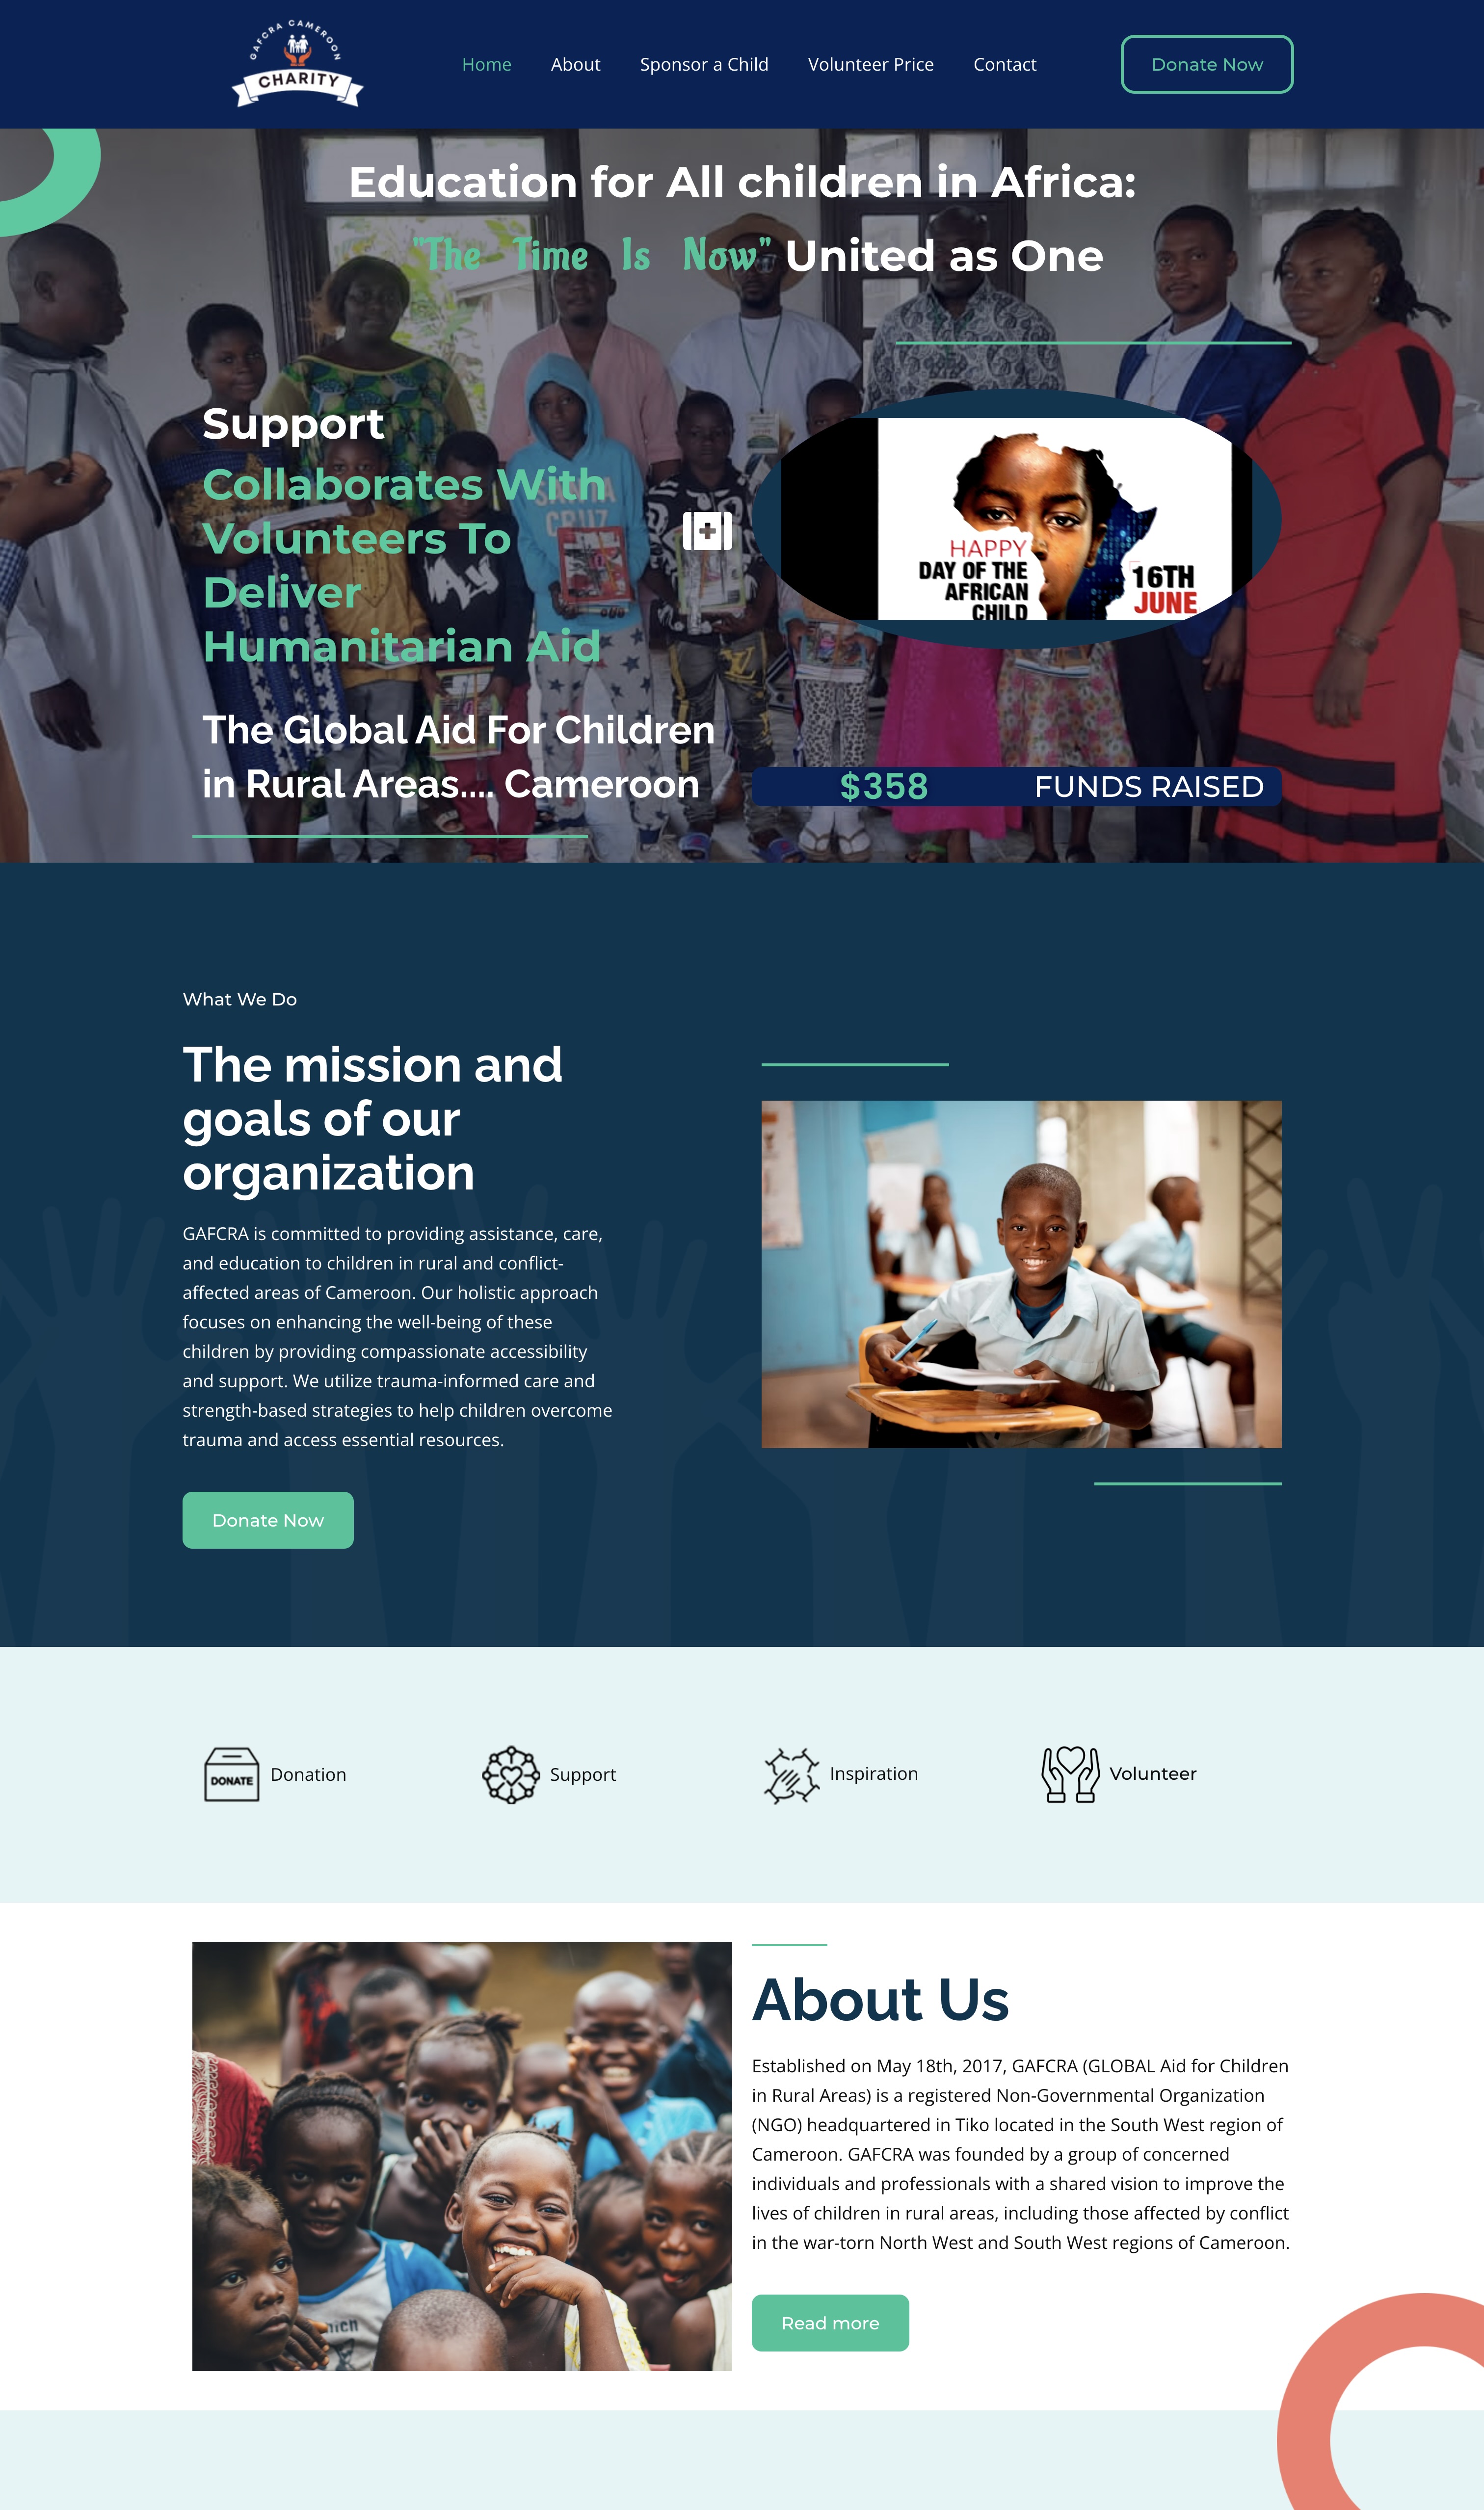 GAFCRA CAMEROON
CHARITY
Home
About
Sponsor a Child
Volunteer Price
Contact
Donate Now
Education for All children in Africa:
"The Time Is Now" United as One
Support
Collaborates With
Volunteers To
Deliver
Humanitarian Aid
HAPPY
DAY OF THE
AFRICAN
CHILD
16TH
JUNE
The Global Aid For Children
in Rural Areas.... Cameroon
$358
FUNDS RAISED
What We Do
The mission and
goals of our
organization
GAFCRA is committed to providing assistance, care,
and education to children in rural and conflict-
affected areas of Cameroon. Our holistic approach
focuses on enhancing the well-being of these
children by providing compassionate accessibility
and support. We utilize trauma-informed care and
strength-based strategies to help children overcome
trauma and access essential resources.
Donate Now
DONATE
Donation
Support
Inspiration
Volunteer
About Us
Established on May 18th, 2017, GAFCRA (GLOBAL Aid for Children
in Rural Areas) is a registered Non-Governmental Organization
(NGO) headquartered in Tiko located in the South West region of
Cameroon. GAFCRA was founded by a group of concerned
individuals and professionals with a shared vision to improve the
lives of children in rural areas, including those affected by conflict
in the war-torn North West and South West regions of Cameroon.
Read more